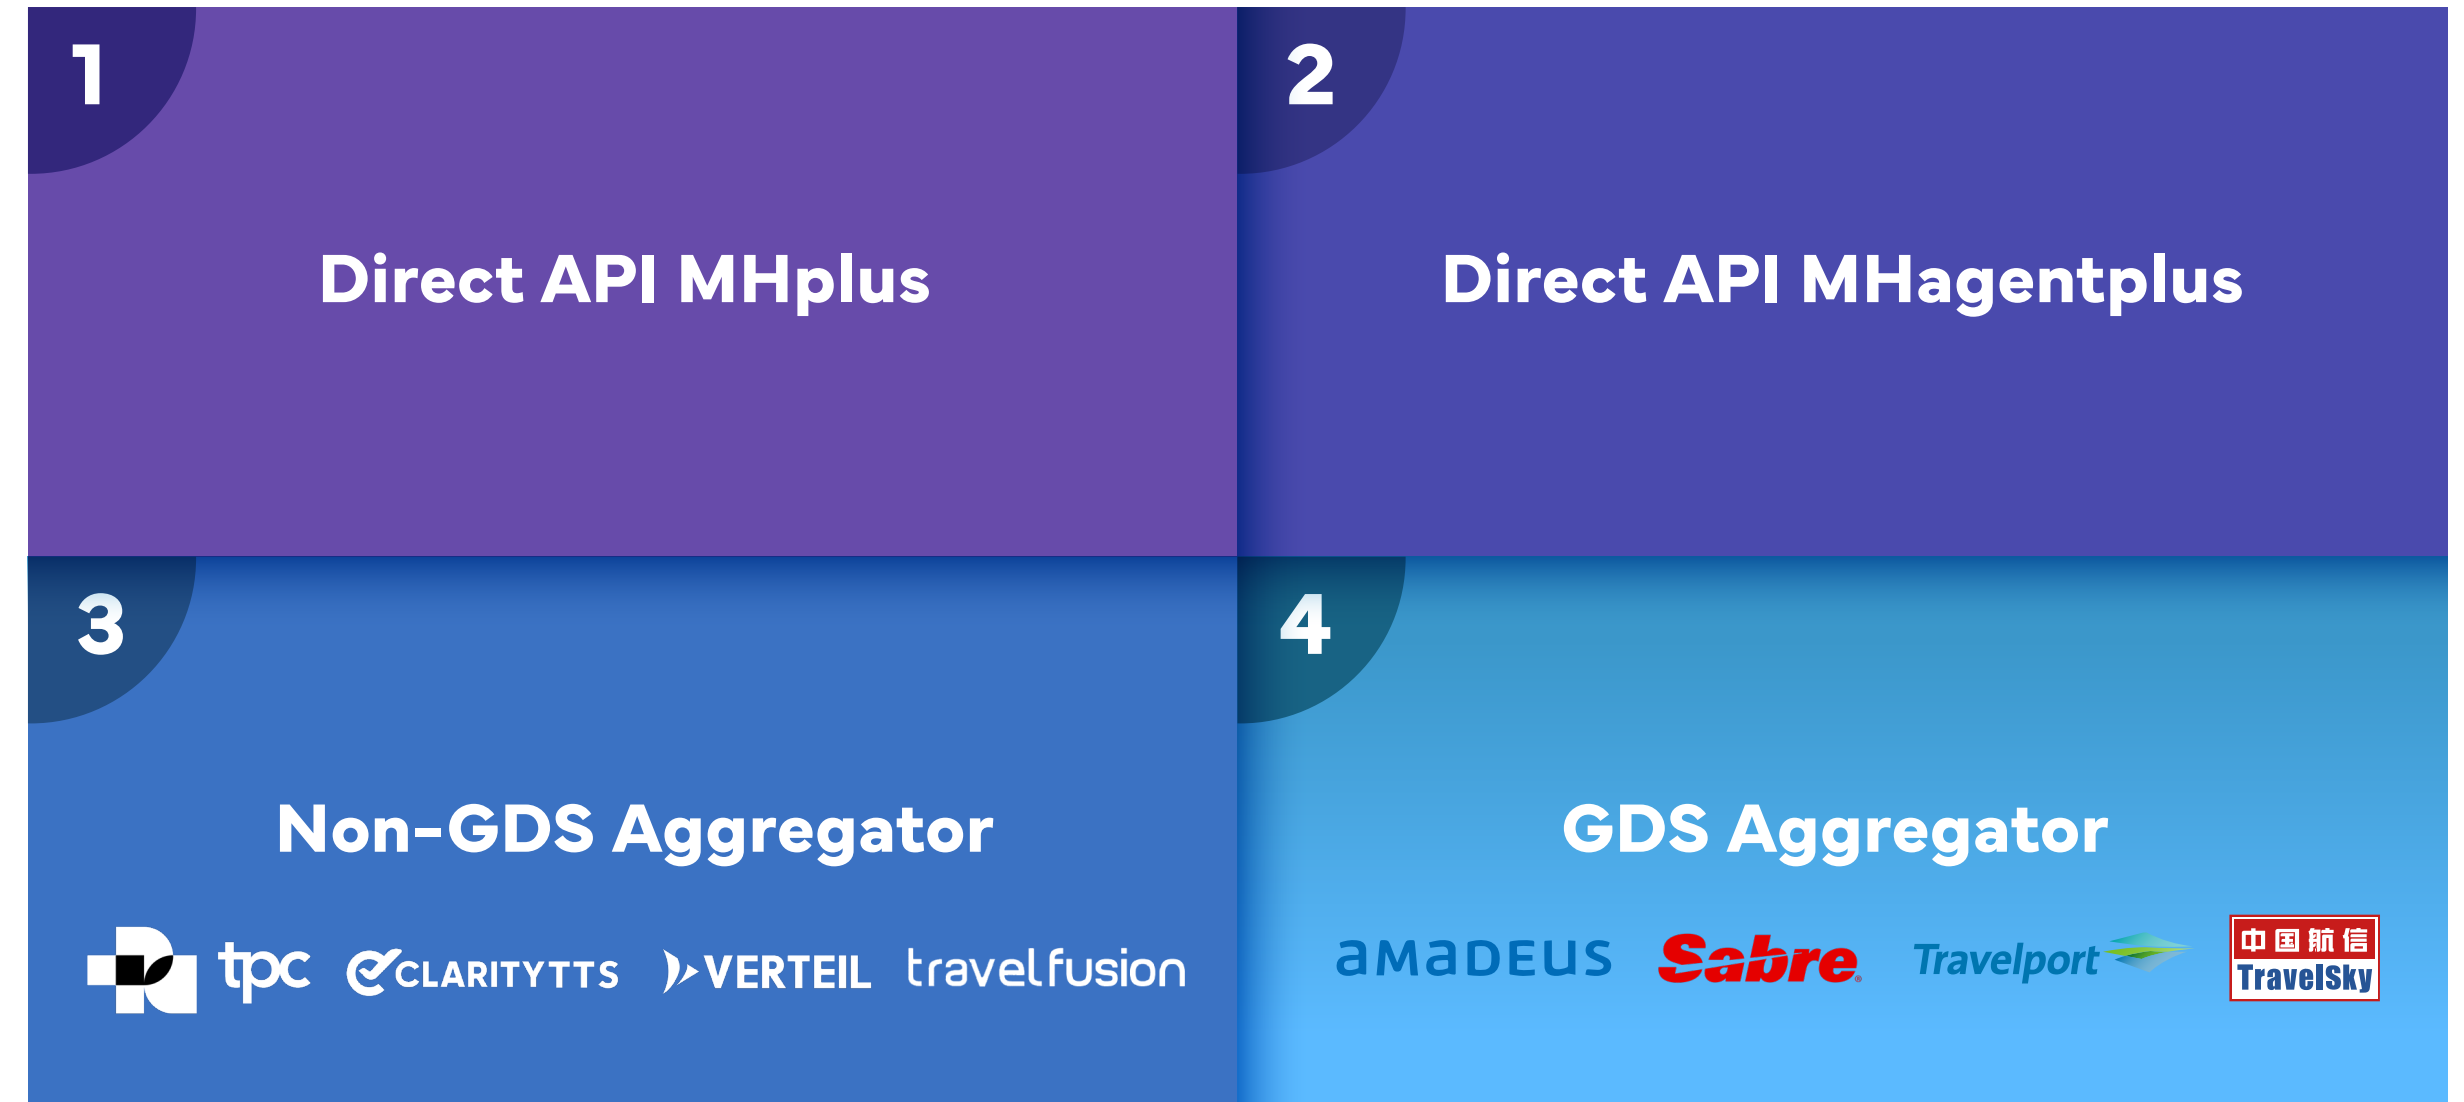 1
Direct API MHplus
2
Direct API MHagentplus
3
Non-GDS Aggregator
tpc CLARITYTTS VERTEIL travelfusion
4
GDS Aggregator
aMaDEUS Sabre Travelport 中国航信
TravelSky